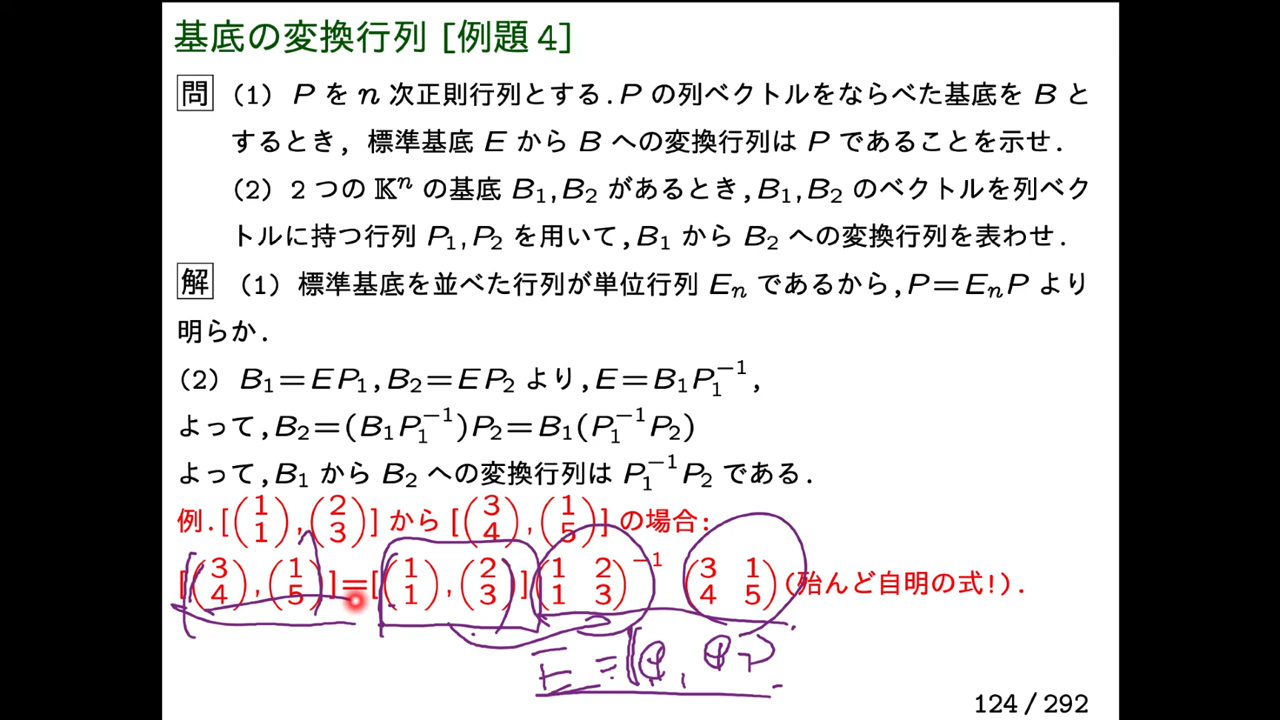 基底の変換行列 [例題 4]
問 (1) P を n 次正則行列とする. P の列ベクトルをならべた基底を B と
するとき, 標準基底 E から B への変換行列は P であることを示せ.
(2) 2 つの 𝕂ⁿ の基底 B₁,B₂ があるとき,B₁,B₂ のベクトルを列ベク
トルに持つ行列 P₁,P₂ を用いて,B₁ から B₂ への変換行列を表わせ.
解 (1) 標準基底を並べた行列が単位行列 Eₙ であるから,P=EₙP より
明らか.
(2) B₁=EP₁,B₂=EP₂ より,E=B₁P₁⁻¹,
よって,B₂=(B₁P₁⁻¹)P₂=B₁(P₁⁻¹P₂)
よって,B₁ から B₂ への変換行列は P₁⁻¹P₂ である.
例.[(1 1),(2 3)] から [(3 4),(1 5)] の場合:
[(3 4),(1 5)]=[(1 1),(2 3)](1 2 1 3)⁻¹(3 1 4 5)(殆んど自明の式!).
E =
124 / 292